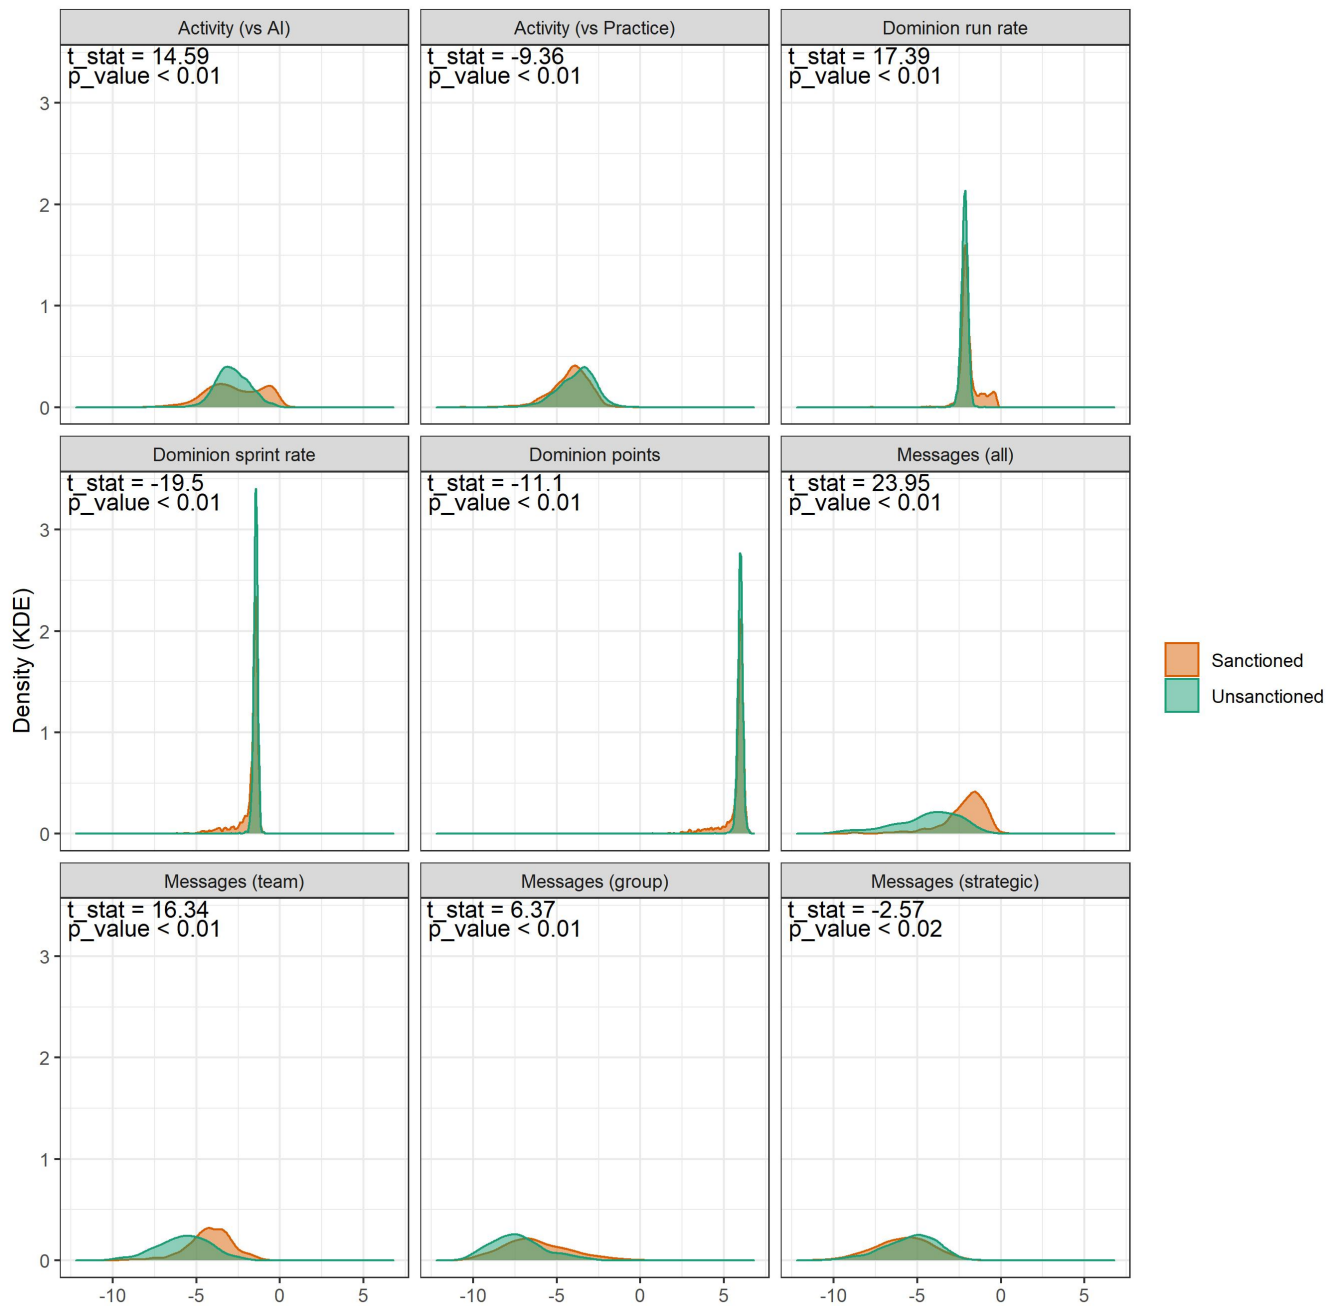 Activity (vs AI)
Activity (vs Practice)
Dominion run rate
t_stat = 14.59
p_value < 0.01
t_stat = -9.36
p_value < 0.01
t_stat = 17.39
p_value < 0.01
3
2
1
0
Dominion sprint rate
Dominion points
Messages (all)
t_stat = -19.5
p_value < 0.01
t_stat = -11.1
p_value < 0.01
t_stat = 23.95
p_value < 0.01
3
2
1
0
Density (KDE)
Sanctioned
Unsanctioned
Messages (team)
Messages (group)
Messages (strategic)
t_stat = 16.34
p_value < 0.01
t_stat = 6.37
p_value < 0.01
t_stat = -2.57
p_value < 0.02
3
2
1
0
-10 -5 0 5
-10 -5 0 5
-10 -5 0 5